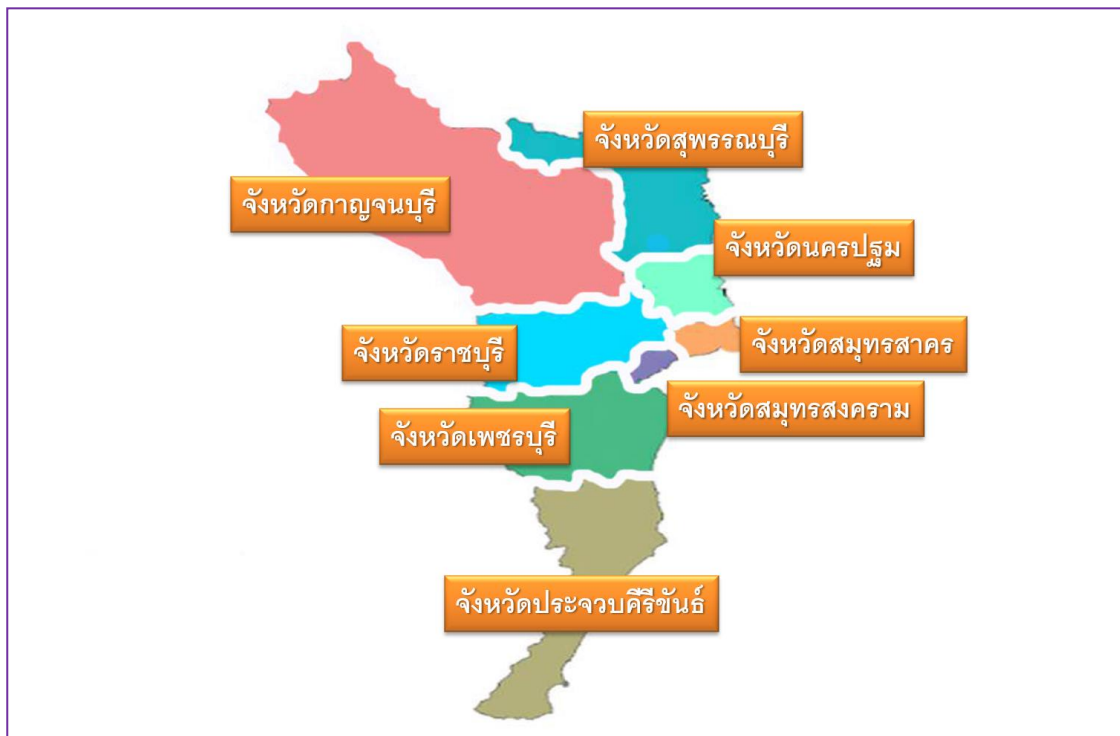 จังหวัดสุพรรณบุรี
จังหวัดกาญจนบุรี
จังหวัดนครปฐม
จังหวัดสมุทรสาคร
จังหวัดราชบุรี
จังหวัดสมุทรสงคราม
จังหวัดเพชรบุรี
จังหวัดประจวบคีรีขันธ์